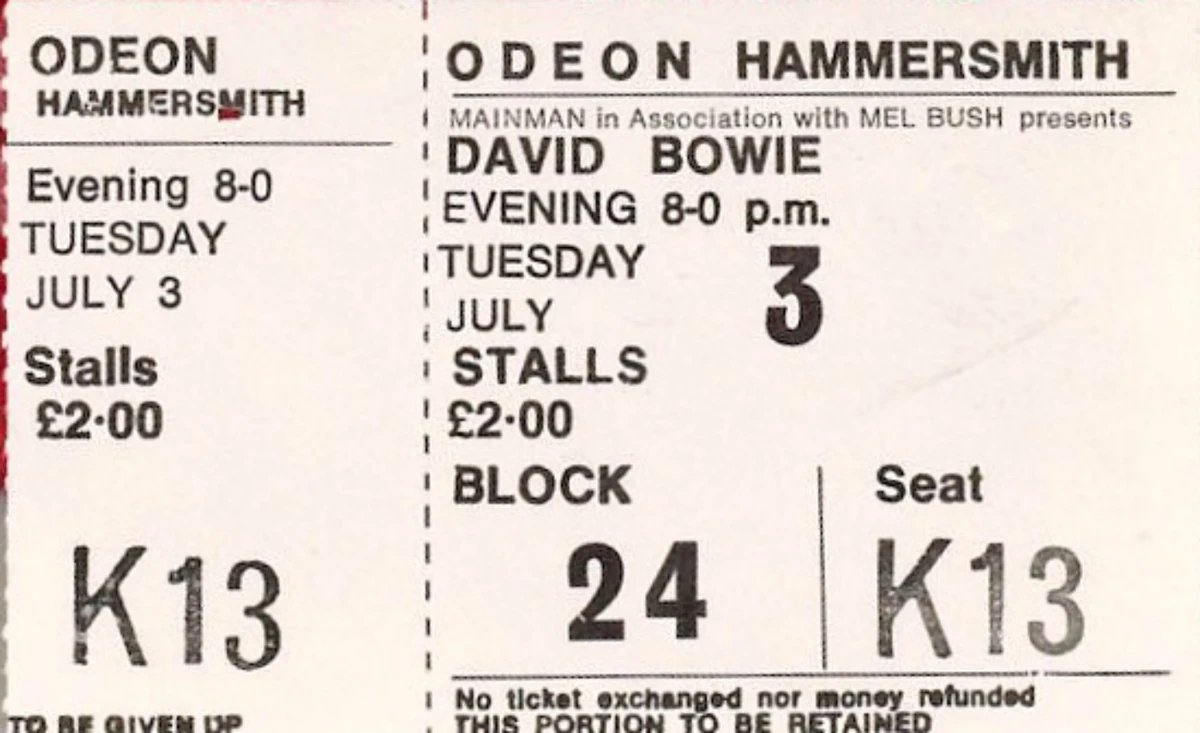 ODEON
HAMMERSMITH
Evening 8-0
TUESDAY
JULY 3
Stalls
£2·00
K13
TO BE GIVEN UP
ODEON HAMMERSMITH
MAINMAN in Association with MEL BUSH presents
DAVID BOWIE
EVENING 8-0 p.m.
TUESDAY
JULY 3
STALLS
£2·00
BLOCK
24
Seat
K13
No ticket exchanged nor money refunded
THIS PORTION TO BE RETAINED